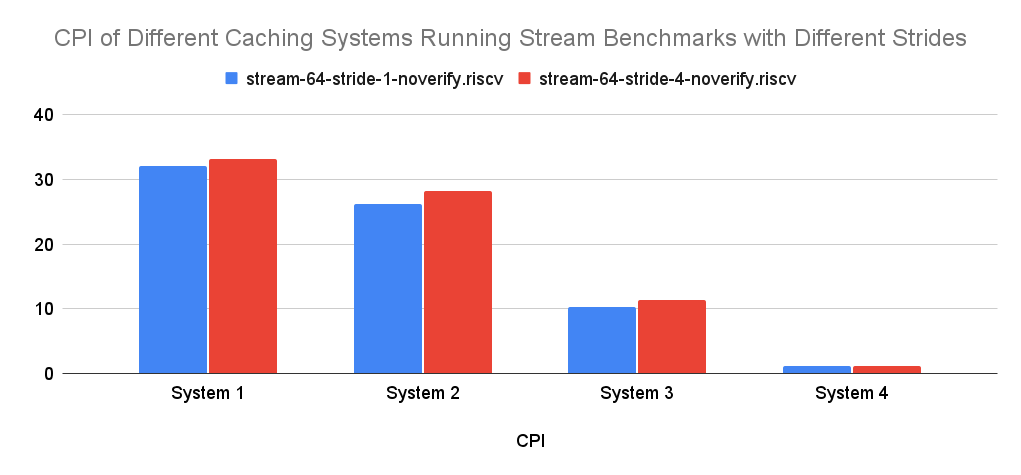 CPI of Different Caching Systems Running Stream Benchmarks with Different Strides
stream-64-stride-1-noverify.riscv stream-64-stride-4-noverify.riscv
40
30
20
10
0
System 1 System 2 System 3 System 4
CPI